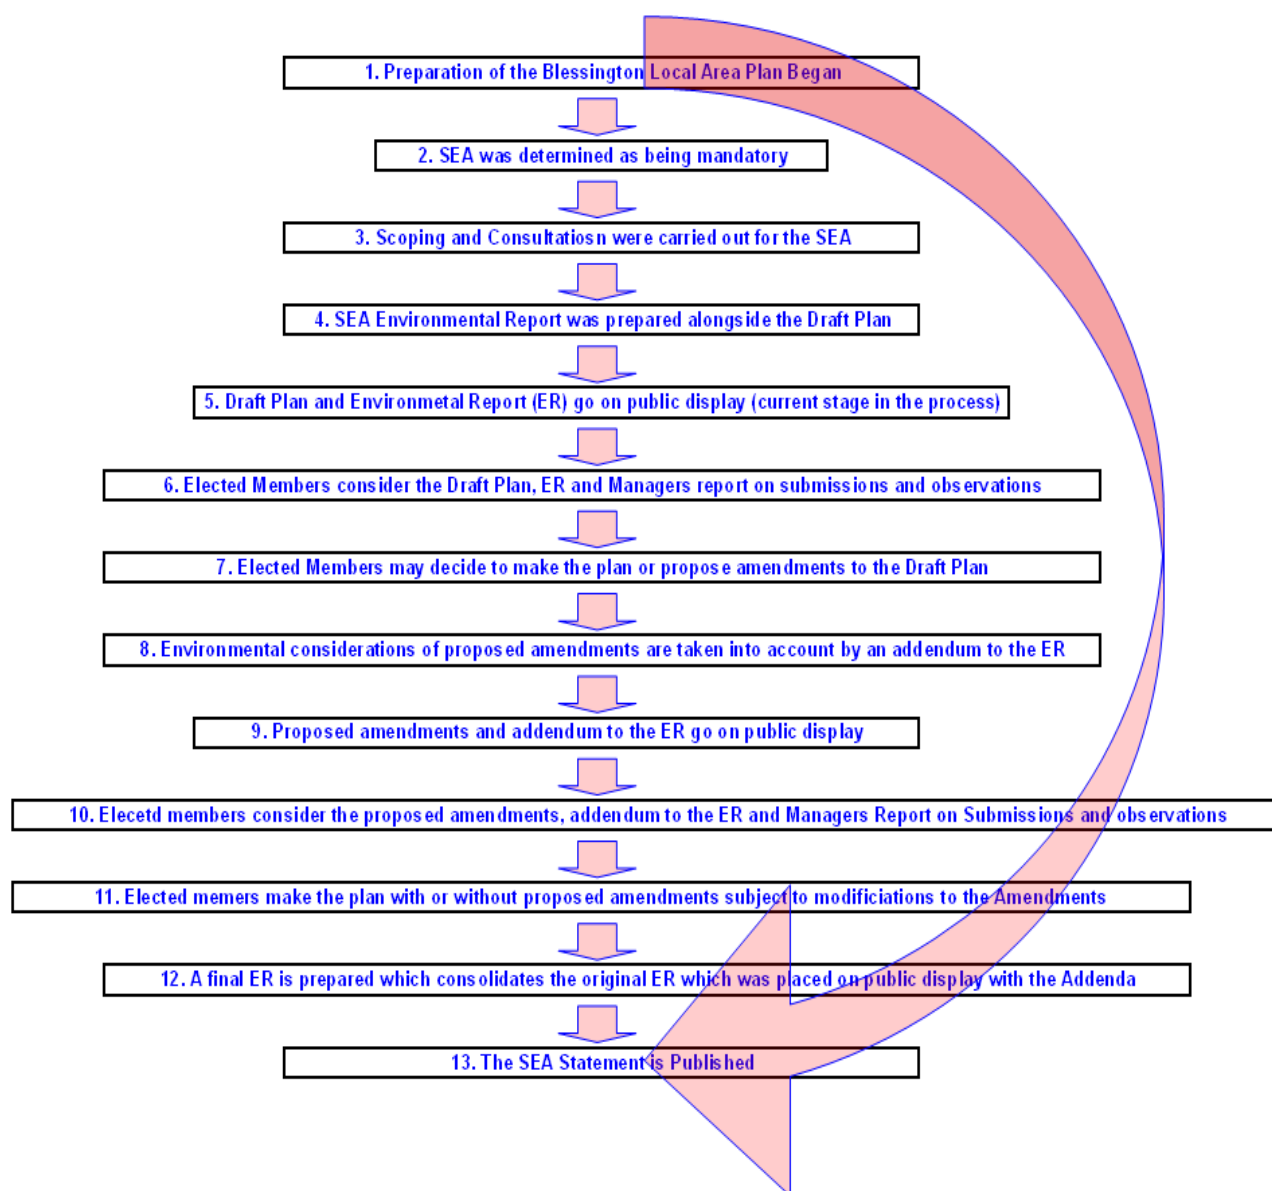 1. Preparation of the Blessington Local Area Plan Began
2. SEA was determined as being mandatory
3. Scoping and Consultatiosn were carried out for the SEA
4. SEA Environmental Report was prepared alongside the Draft Plan
5. Draft Plan and Environmetal Report (ER) go on public display (current stage in the process)
6. Elected Members consider the Draft Plan, ER and Managers report on submissions and observations
7. Elected Members may decide to make the plan or propose amendments to the Draft Plan
8. Environmental considerations of proposed amendments are taken into account by an addendum to the ER
9. Proposed amendments and addendum to the ER go on public display
10. Elecetd members consider the proposed amendments, addendum to the ER and Managers Report on Submissions and observations
11. Elected memers make the plan with or without proposed amendments subject to modificiations to the Amendments
12. A final ER is prepared which consolidates the original ER which was placed on public display with the Addenda
13. The SEA Statement is Published